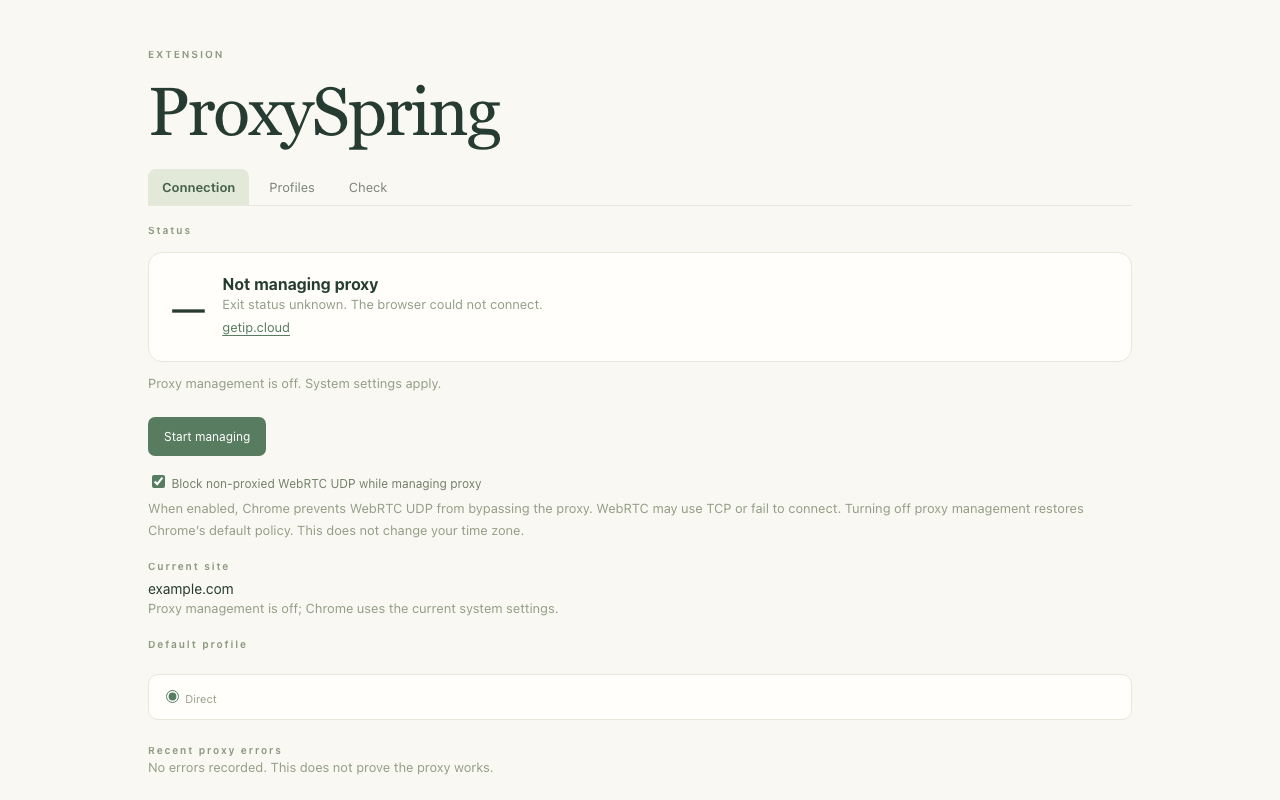 EXTENSION
ProxySpring
Connection Profiles Check
Status
Not managing proxy
Exit status unknown. The browser could not connect.
getip.cloud
Proxy management is off. System settings apply.
Start managing
Block non-proxied WebRTC UDP while managing proxy
When enabled, Chrome prevents WebRTC UDP from bypassing the proxy. WebRTC may use TCP or fail to connect. Turning off proxy management restores
Chrome's default policy. This does not change your time zone.
Current site
example.com
Proxy management is off; Chrome uses the current system settings.
Default profile
Direct
Recent proxy errors
No errors recorded. This does not prove the proxy works.